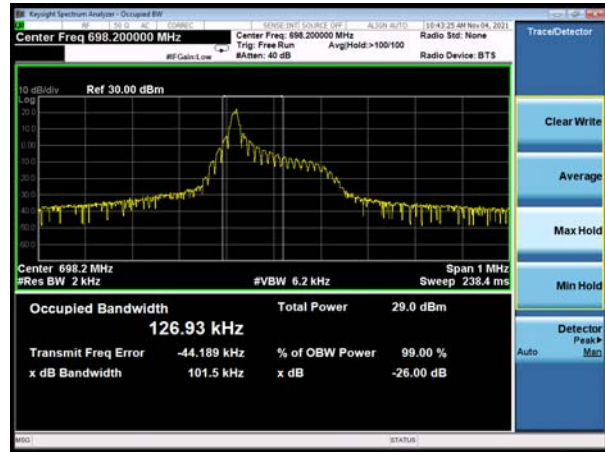 Keysight Spectrum Analyzer - Occupied BW
RF 50 Ω AC CORREC SENSE:INT SOURCE OFF ALIGN AUTO 10:43:25 AM Nov 04, 2021
Center Freq 698.200000 MHz
Center Freq: 698.200000 MHz
Radio Std: None
Trig: Free Run Avg|Hold:>100/100
#IFGain:Low #Atten: 40 dB Radio Device: BTS
Trace/Detector
10 dB/div Ref 30.00 dBm
Log
20.0
10.0
0.00
-10.0
-20.0
-30.0
-40.0
-50.0
-60.0
Center 698.2 MHz Span 1 MHz
#Res BW 2 kHz #VBW 6.2 kHz Sweep 238.4 ms
Occupied Bandwidth Total Power 29.0 dBm
126.93 kHz
Transmit Freq Error -44.189 kHz % of OBW Power 99.00 %
x dB Bandwidth 101.5 kHz x dB -26.00 dB
Clear Write
Average
Max Hold
Min Hold
Detector
Peak▶
Auto Man
MSG STATUS